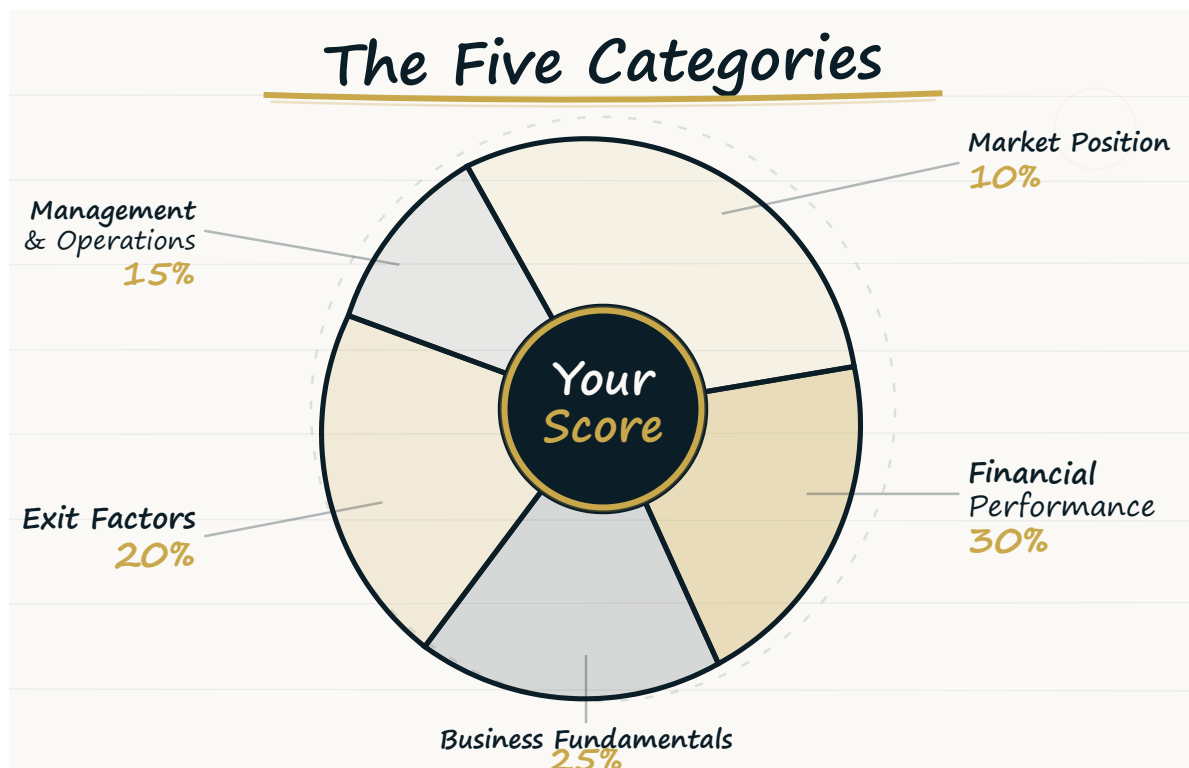 The Five Categories
Market Position
10%
Management
& Operations
15%
Your
Score
Financial
Performance
30%
Exit Factors
20%
Business Fundamentals
25%